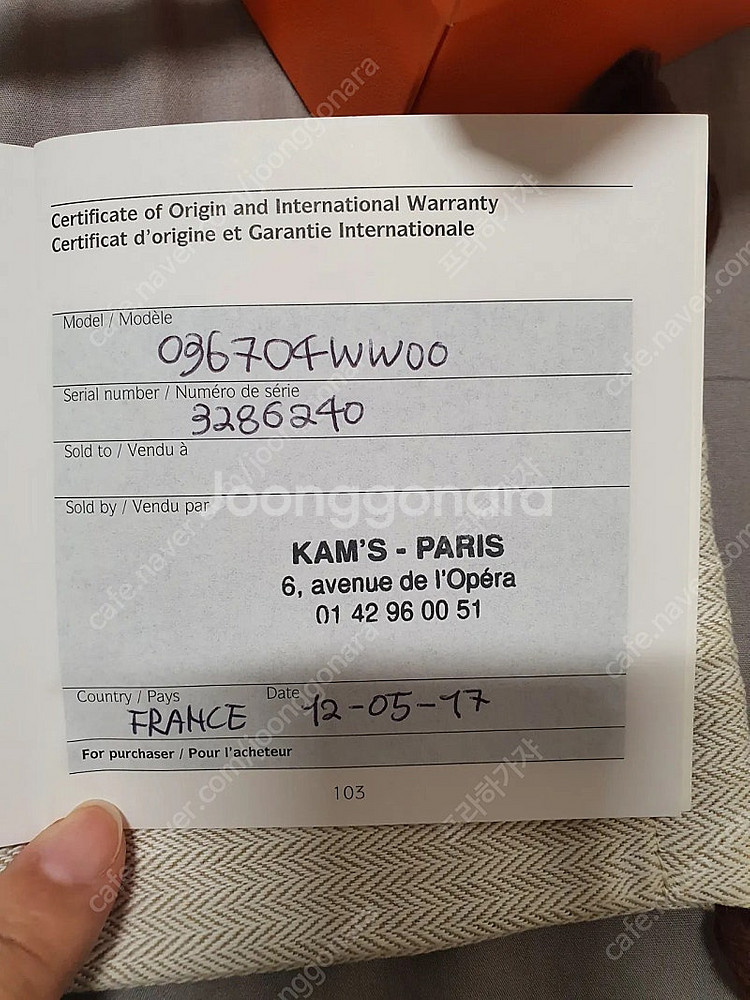 Certificate of Origin and International Warranty
Certificat d'origine et Garantie Internationale
Model / Modèle
036704WW00
Serial number / Numéro de série
3286240
Sold to / Vendu à
Sold by / Vendu par
Joonggonara
KAM'S - PARIS
6, avenue de l'Opéra
01 42 96 00 51
Country / Pays
FRANCE
Date
12-05-17
For purchaser / Pour l'acheteur
103